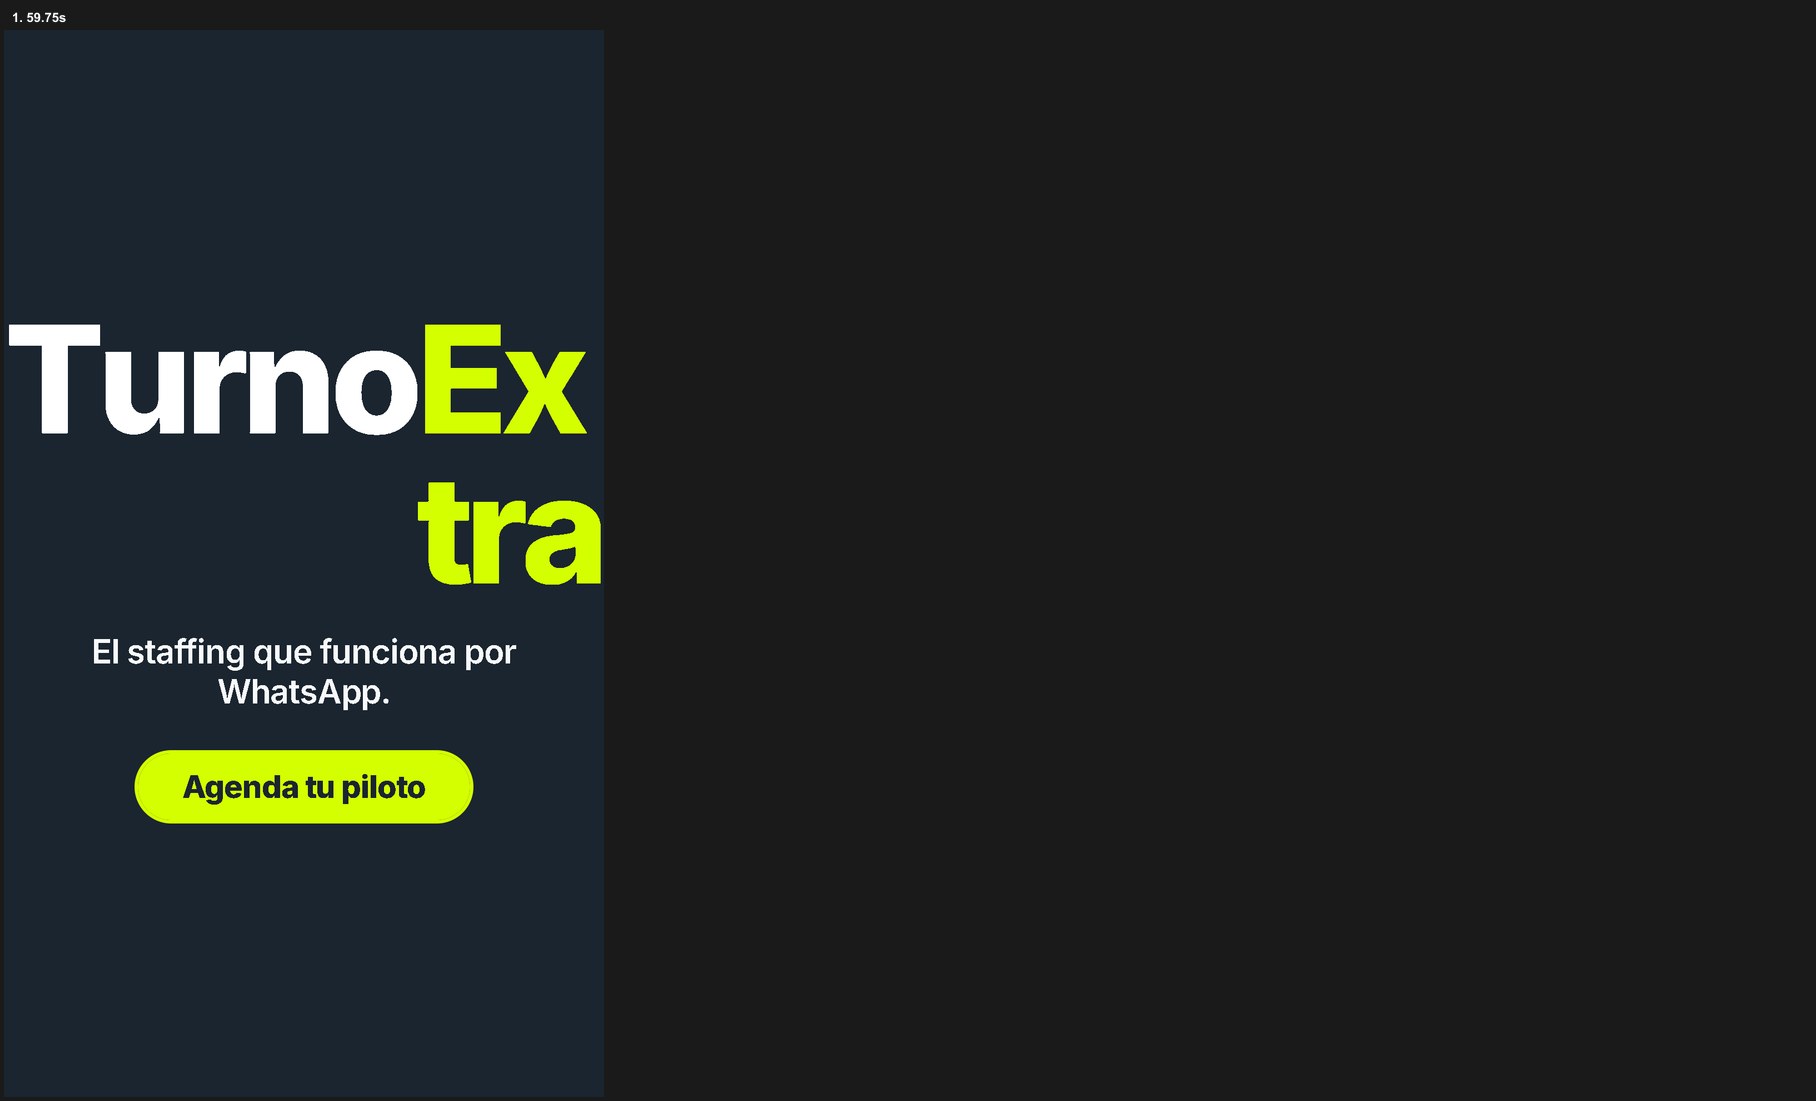 1. 59.75s
TurnoEx
tra
El staffing que funciona por
WhatsApp.
Agenda tu piloto